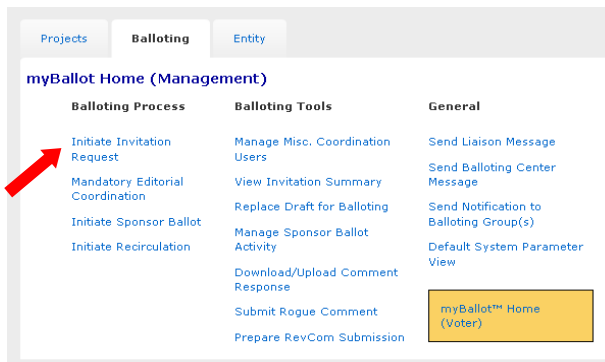 Projects
Balloting
Entity
myBallot Home (Management)
Balloting Process
Initiate Invitation
Request
Mandatory Editorial
Coordination
Initiate Sponsor Ballot
Initiate Recirculation
Balloting Tools
Manage Misc. Coordination
Users
View Invitation Summary
Replace Draft for Balloting
Manage Sponsor Ballot
Activity
Download/Upload Comment
Response
Submit Rogue Comment
Prepare RevCom Submission
General
Send Liaison Message
Send Balloting Center
Message
Send Notification to
Balloting Group(s)
Default System Parameter
View
myBallot™ Home
(Voter)